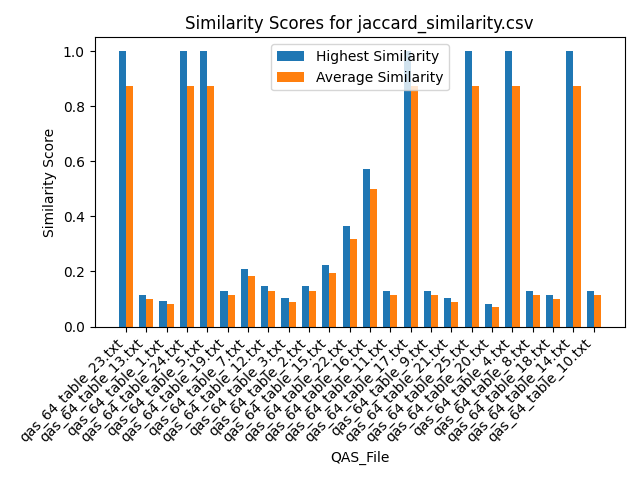 Similarity Scores for jaccard_similarity.csv
Highest Similarity
Average Similarity
Similarity Score
1.0
0.8
0.6
0.4
0.2
0.0
qas_64_table_23.txt
qas_64_table_13.txt
qas_64_table_1.txt
qas_64_table_24.txt
qas_64_table_5.txt
qas_64_table_19.txt
qas_64_table_7.txt
qas_64_table_12.txt
qas_64_table_3.txt
qas_64_table_2.txt
qas_64_table_15.txt
qas_64_table_22.txt
qas_64_table_16.txt
qas_64_table_11.txt
qas_64_table_17.txt
qas_64_table_9.txt
qas_64_table_21.txt
qas_64_table_25.txt
qas_64_table_20.txt
qas_64_table_4.txt
qas_64_table_8.txt
qas_64_table_18.txt
qas_64_table_14.txt
qas_64_table_10.txt
QAS_File